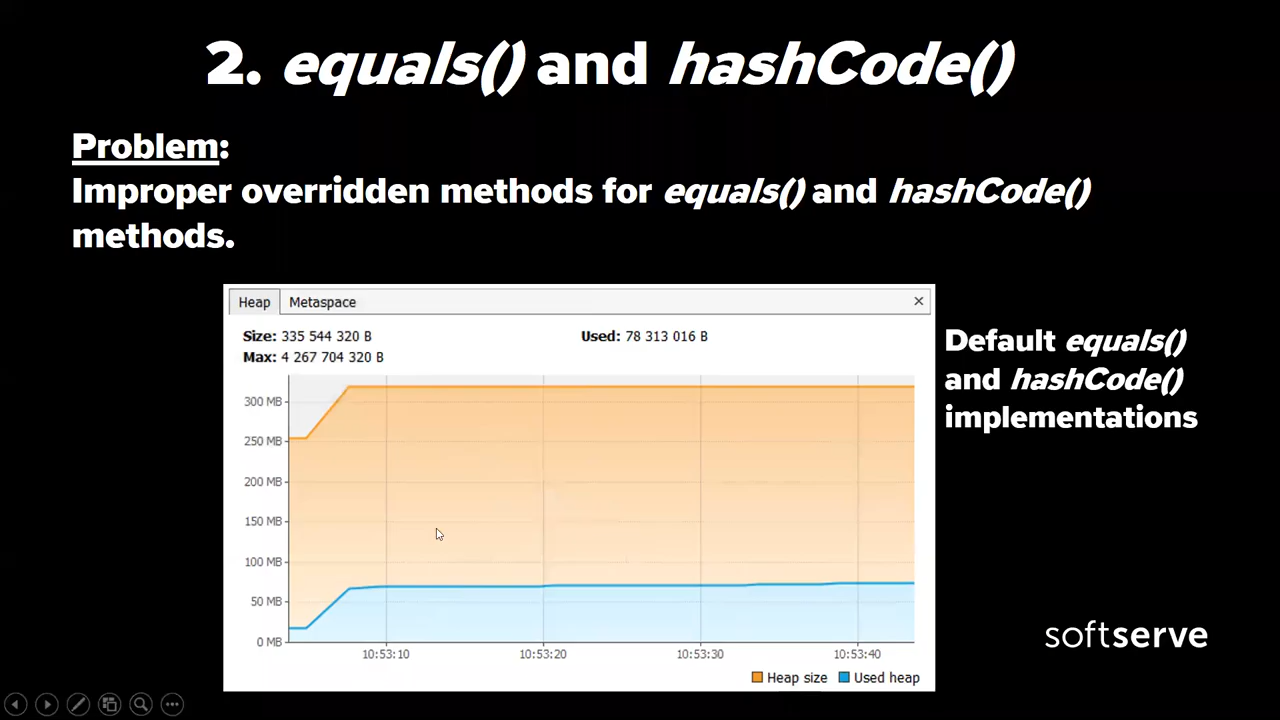 2. equals() and hashCode()
Problem:
Improper overridden methods for equals() and hashCode()
methods.
Heap Metaspace
Size: 335 544 320 B Used: 78 313 016 B
Max: 4 267 704 320 B
300 MB
250 MB
200 MB
150 MB
100 MB
50 MB
0 MB
10:53:10 10:53:20 10:53:30 10:53:40
Heap size Used heap
Default equals()
and hashCode()
implementations
softserve